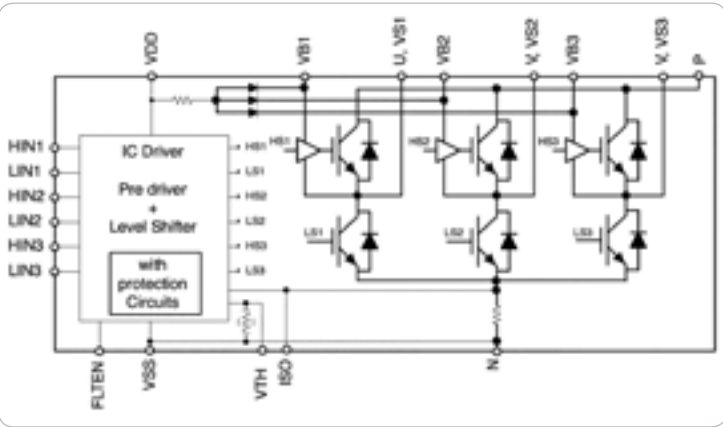 VDD
VB1
U, VS1
VB2
V, VS2
VB3
V, VS3
P
HIN1
LIN1
HIN2
LIN2
HIN3
LIN3
IC Driver
Pre driver
+
Level Shifter
with
protection
Circuits
HS1
LS1
HS2
LS2
HS3
LS3
HS1
HS2
HS3
LS1
LS2
LS3
FLTEN
VSS
VTH
ISO
N